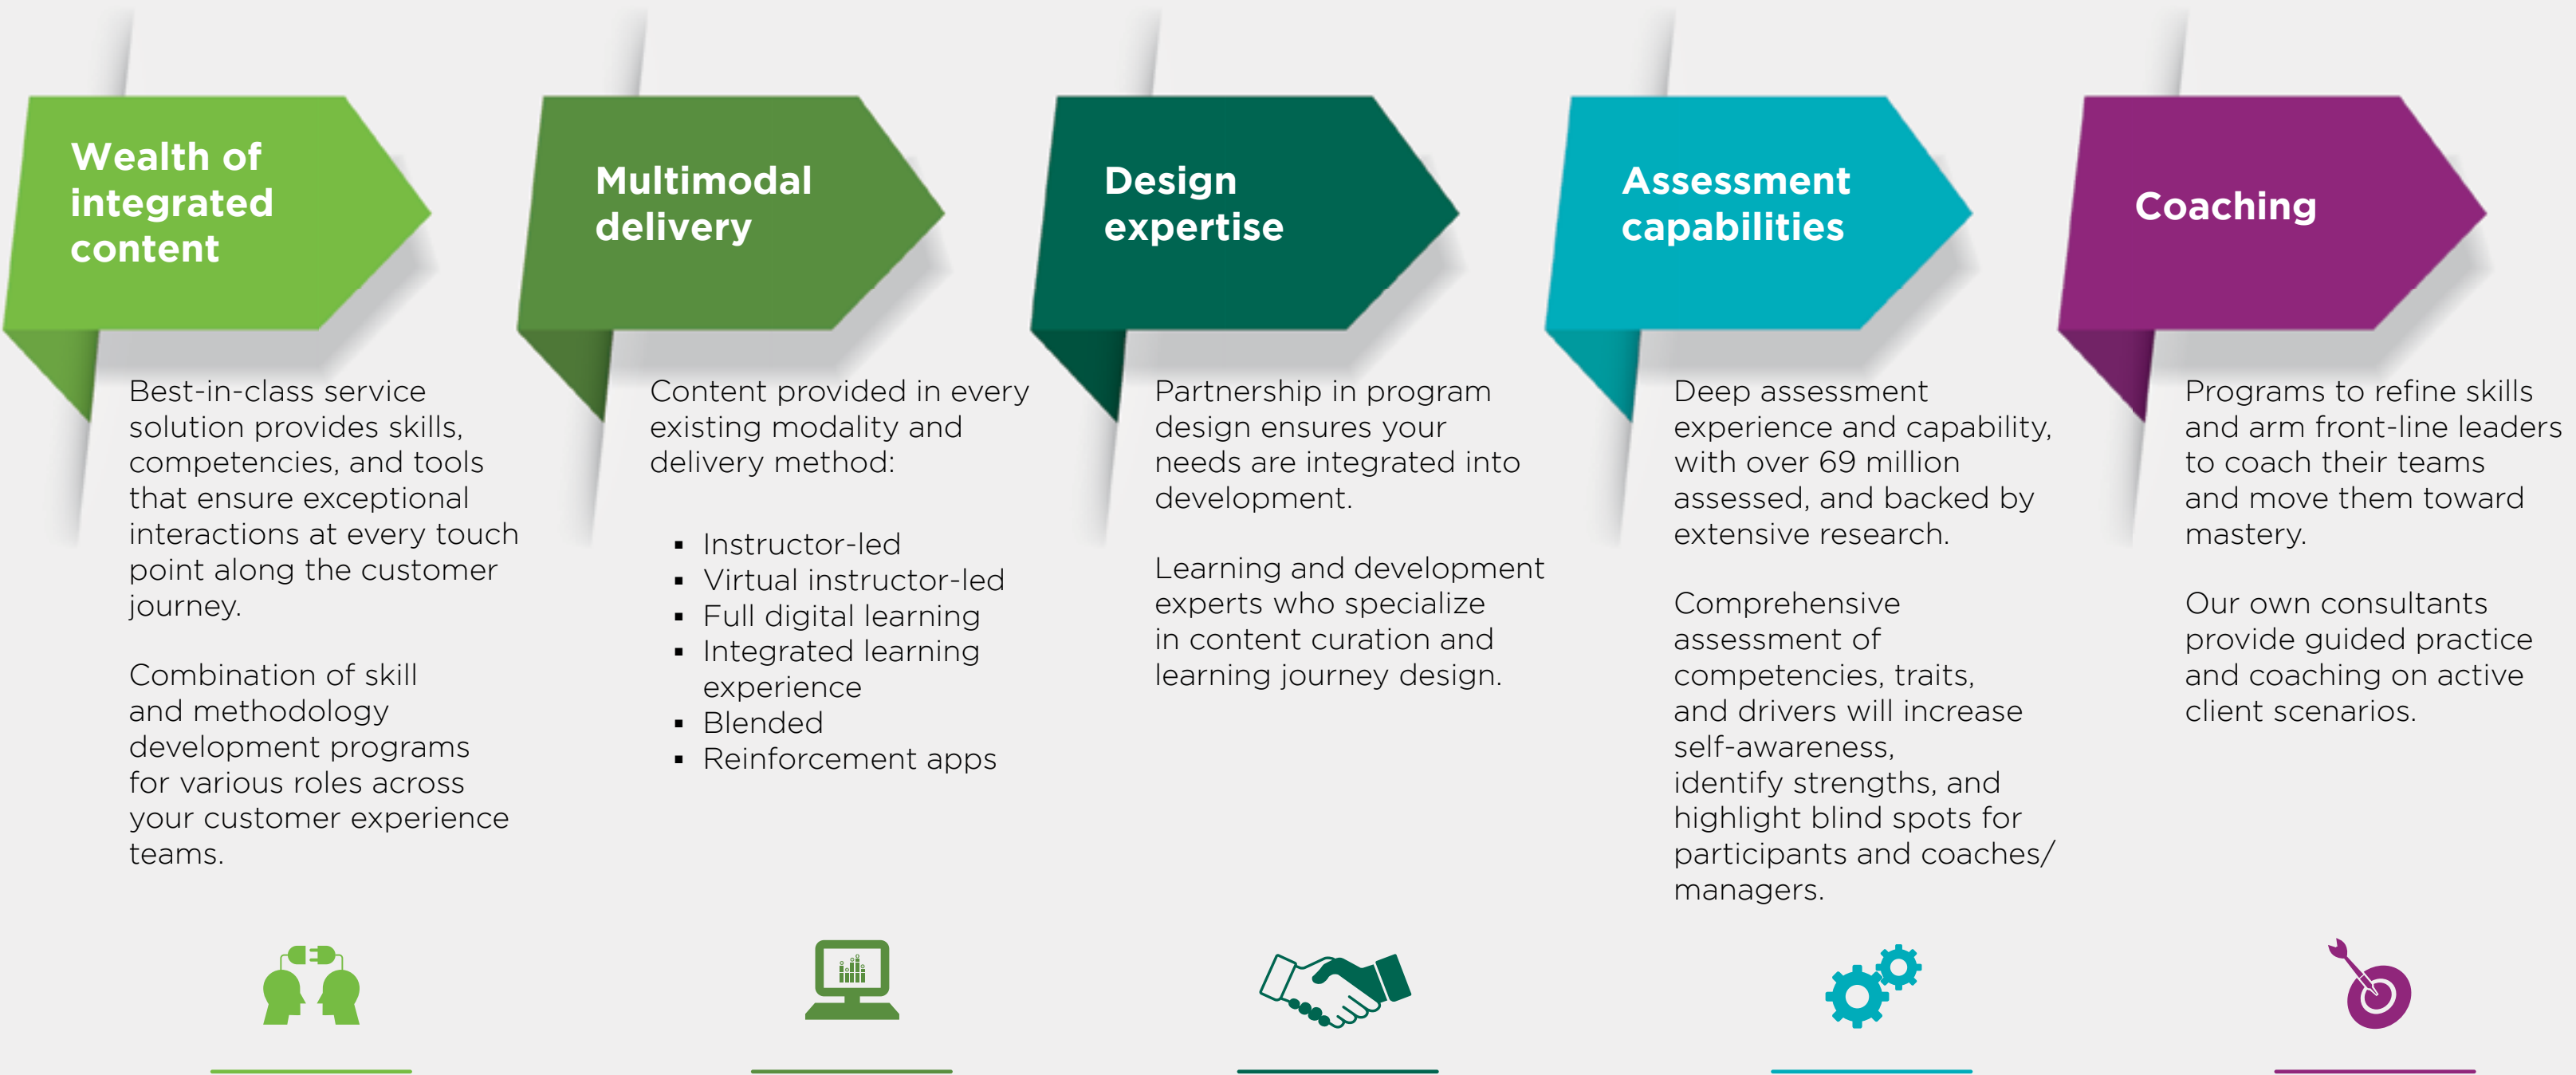 Wealth of
integrated
content
Best-in-class service
solution provides skills,
competencies, and tools
that ensure exceptional
interactions at every touch
point along the customer
journey.
Combination of skill
and methodology
development programs
for various roles across
your customer experience
teams.
Multimodal
delivery
Content provided in every
existing modality and
delivery method:
▪ Instructor-led
▪ Virtual instructor-led
▪ Full digital learning
▪ Integrated learning
experience
▪ Blended
▪ Reinforcement apps
Design
expertise
Partnership in program
design ensures your
needs are integrated into
development.
Learning and development
experts who specialize
in content curation and
learning journey design.
Assessment
capabilities
Deep assessment
experience and capability,
with over 69 million
assessed, and backed by
extensive research.
Comprehensive
assessment of
competencies, traits,
and drivers will increase
self-awareness,
identify strengths, and
highlight blind spots for
participants and coaches/
managers.
Coaching
Programs to refine skills
and arm front-line leaders
to coach their teams
and move them toward
mastery.
Our own consultants
provide guided practice
and coaching on active
client scenarios.